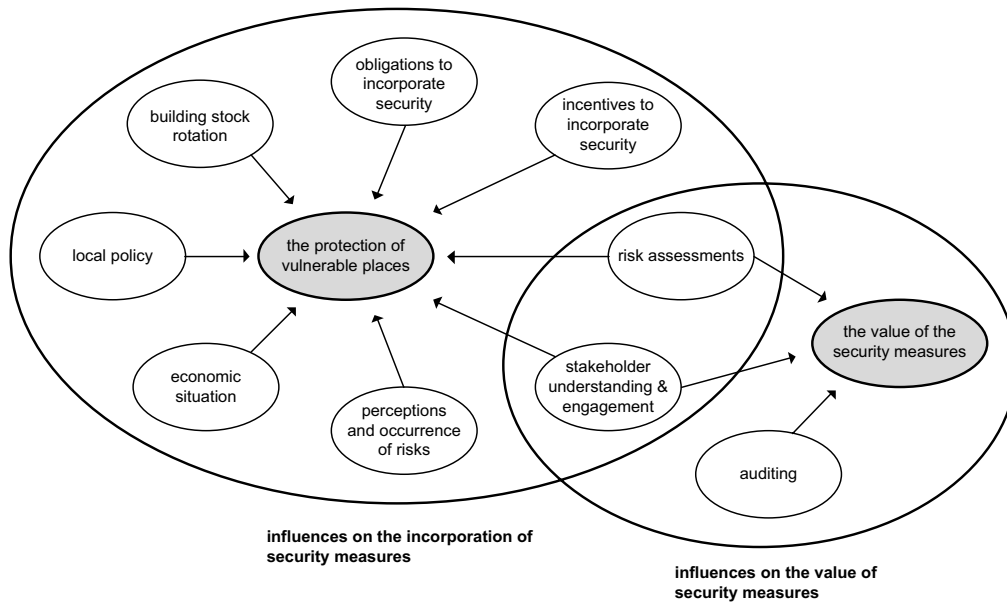 obligations to
incorporate
security
building stock
rotation
incentives to
incorporate
security
local policy
the protection of
vulnerable places
risk assessments
the value of the
security measures
economic
situation
perceptions
and occurrence
of risks
stakeholder
understanding &
engagement
auditing
influences on the incorporation of
security measures
influences on the value of
security measures